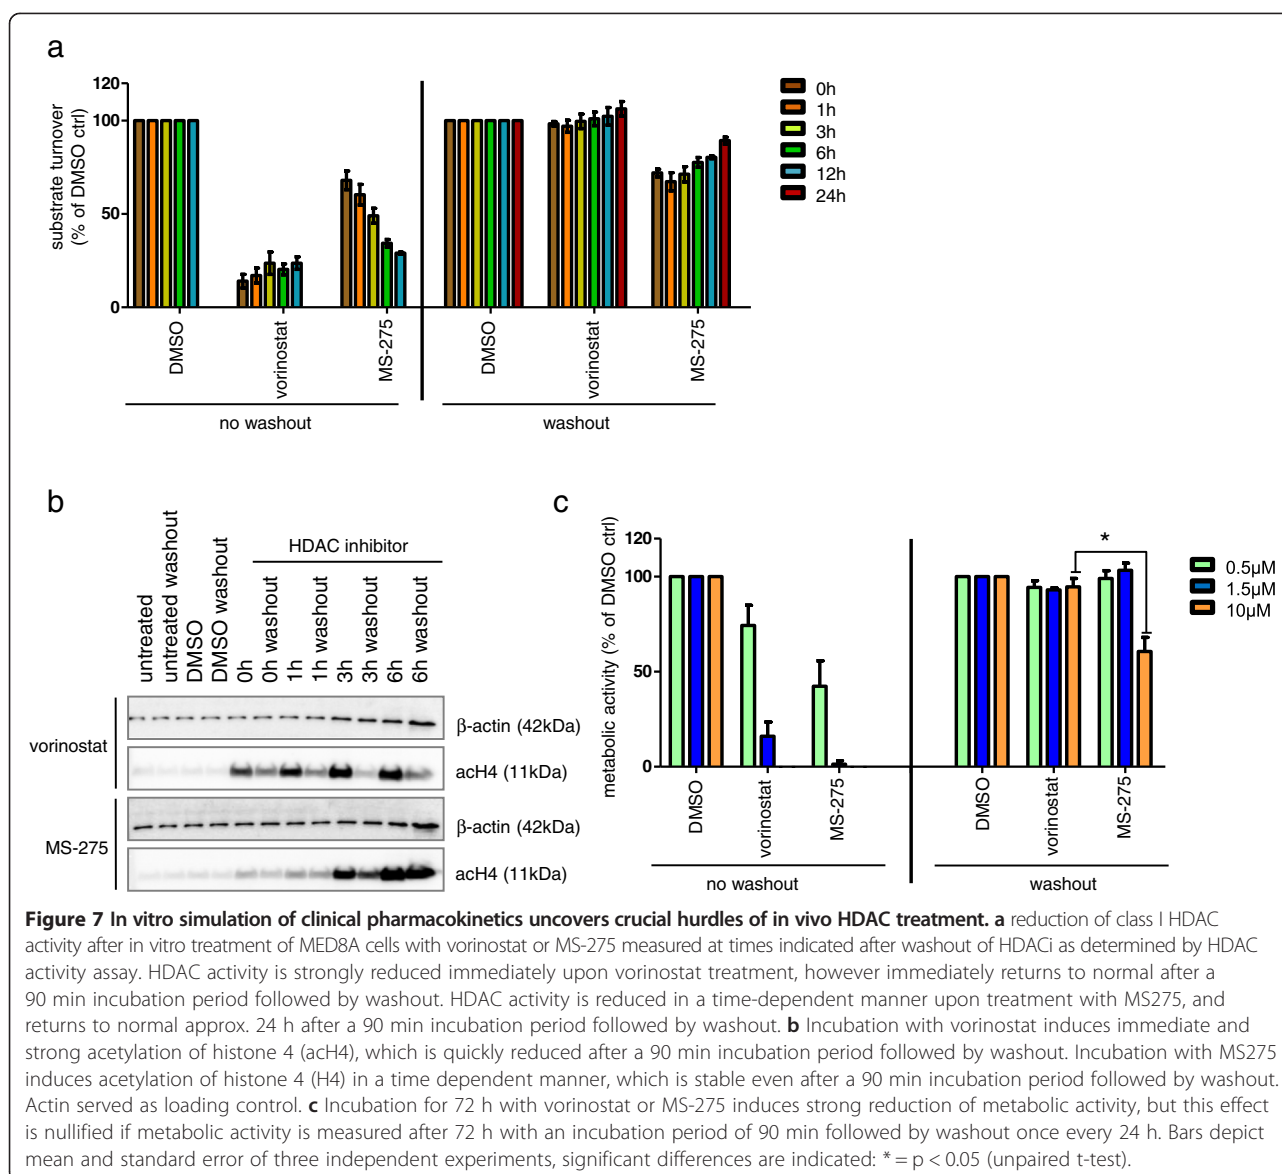 a
120
100
50
0
substrate turnover
(% of DMSO ctrl)
0h
1h
3h
6h
12h
24h
DMSO
vorinostat
MS-275
DMSO
vorinostat
MS-275
no washout
washout
b
untreated
untreated washout
DMSO
DMSO washout
HDAC inhibitor
0h
0h washout
1h
1h washout
3h
3h washout
6h
6h washout
vorinostat
β-actin (42kDa)
acH4 (11kDa)
MS-275
β-actin (42kDa)
acH4 (11kDa)
c
120
100
50
0
metabolic activity (% of DMSO ctrl)
*
0.5µM
1.5µM
10µM
DMSO
vorinostat
MS-275
DMSO
vorinostat
MS-275
no washout
washout
Figure 7 In vitro simulation of clinical pharmacokinetics uncovers crucial hurdles of in vivo HDAC treatment. a reduction of class I HDAC
activity after in vitro treatment of MED8A cells with vorinostat or MS-275 measured at times indicated after washout of HDACi as determined by HDAC
activity assay. HDAC activity is strongly reduced immediately upon vorinostat treatment, however immediately returns to normal after a
90 min incubation period followed by washout. HDAC activity is reduced in a time-dependent manner upon treatment with MS275, and
returns to normal approx. 24 h after a 90 min incubation period followed by washout. b Incubation with vorinostat induces immediate and
strong acetylation of histone 4 (acH4), which is quickly reduced after a 90 min incubation period followed by washout. Incubation with MS275
induces acetylation of histone 4 (H4) in a time dependent manner, which is stable even after a 90 min incubation period followed by washout.
Actin served as loading control. c Incubation for 72 h with vorinostat or MS-275 induces strong reduction of metabolic activity, but this effect
is nullified if metabolic activity is measured after 72 h with an incubation period of 90 min followed by washout once every 24 h. Bars depict
mean and standard error of three independent experiments, significant differences are indicated: * = p < 0.05 (unpaired t-test).